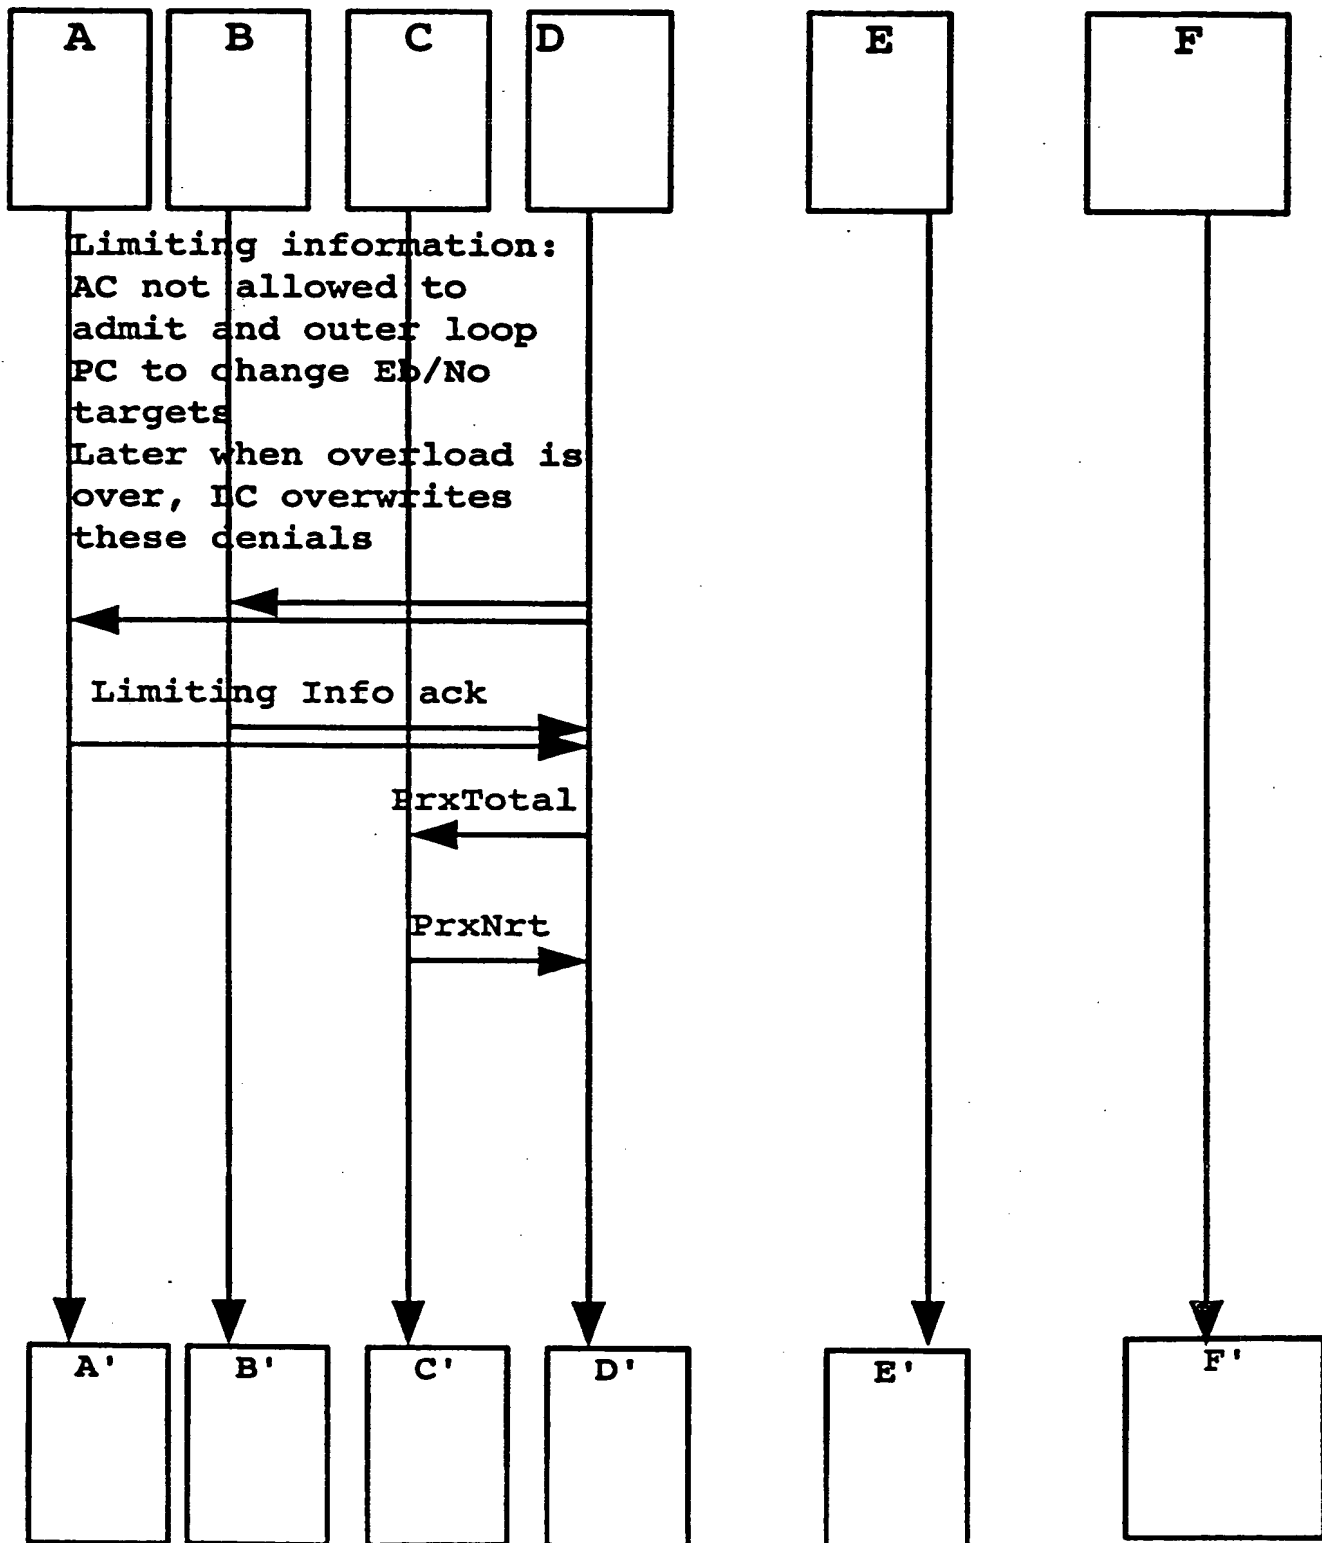 A B C D E F
Limiting information:
AC not allowed to
admit and outer loop
PC to change Eb/No
targets
Later when overload is
over, LC overwrites
these denials
Limiting Info ack
PrxTotal
PrxNrt
A' B' C' D' E' F'